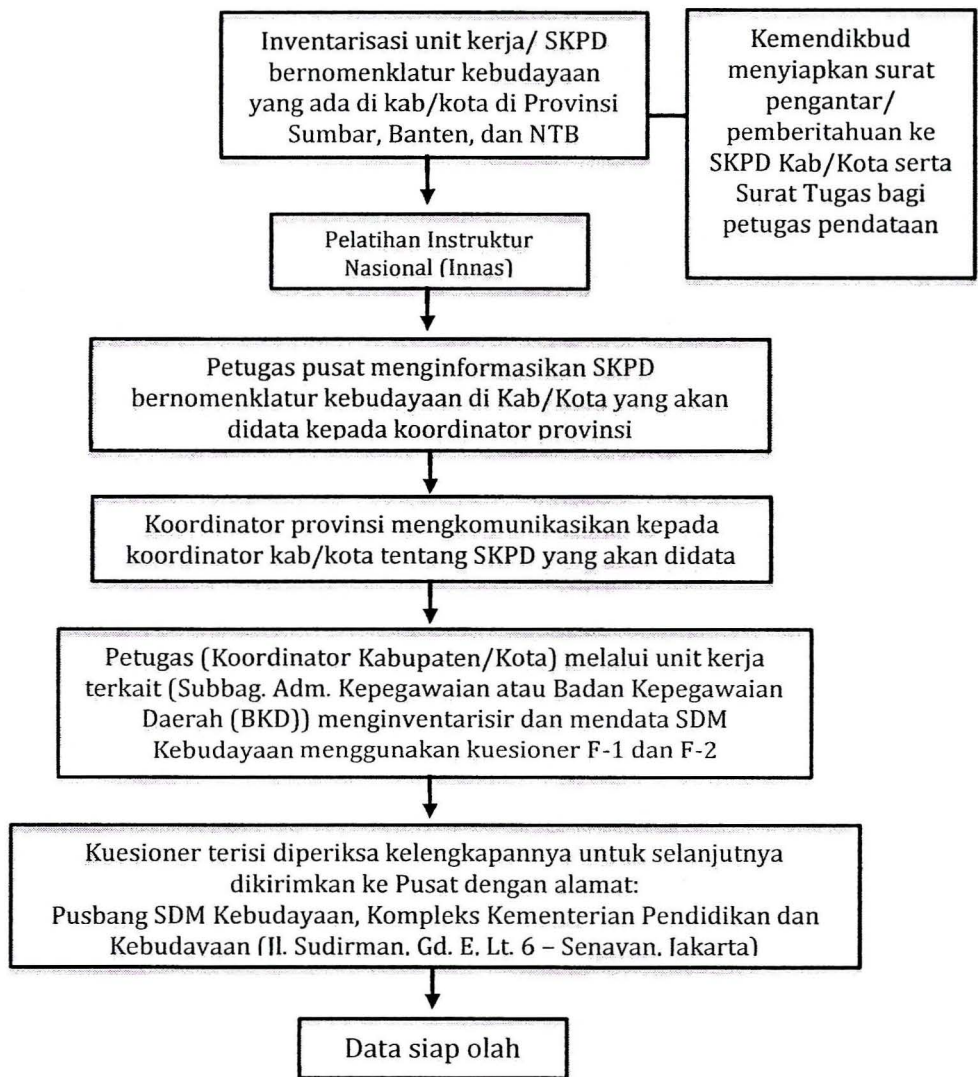 Inventarisasi unit kerja/ SKPD
bernomenklatur kebudayaan
yang ada di kab/kota di Provinsi
Sumbar, Banten, dan NTB
Kemendikbud
menyiapkan surat
pengantar/
pemberitahuan ke
SKPD Kab/Kota serta
Surat Tugas bagi
petugas pendataan
Pelatihan Instruktur
Nasional (Innas)
Petugas pusat menginformasikan SKPD
bernomenklatur kebudayaan di Kab/Kota yang akan
didata kepada koordinator provinsi
Koordinator provinsi mengkomunikasikan kepada
koordinator kab/kota tentang SKPD yang akan didata
Petugas (Koordinator Kabupaten/Kota) melalui unit kerja
terkait (Subbag. Adm. Kepegawaian atau Badan Kepegawaian
Daerah (BKD)) menginventarisir dan mendata SDM
Kebudayaan menggunakan kuesioner F-1 dan F-2
Kuesioner terisi diperiksa kelengkapannya untuk selanjutnya
dikirimkan ke Pusat dengan alamat:
Pusbang SDM Kebudayaan, Kompleks Kementerian Pendidikan dan
Kebudayaan (Jl. Sudirman, Gd. E, Lt. 6 – Senayan, Jakarta)
Data siap olah